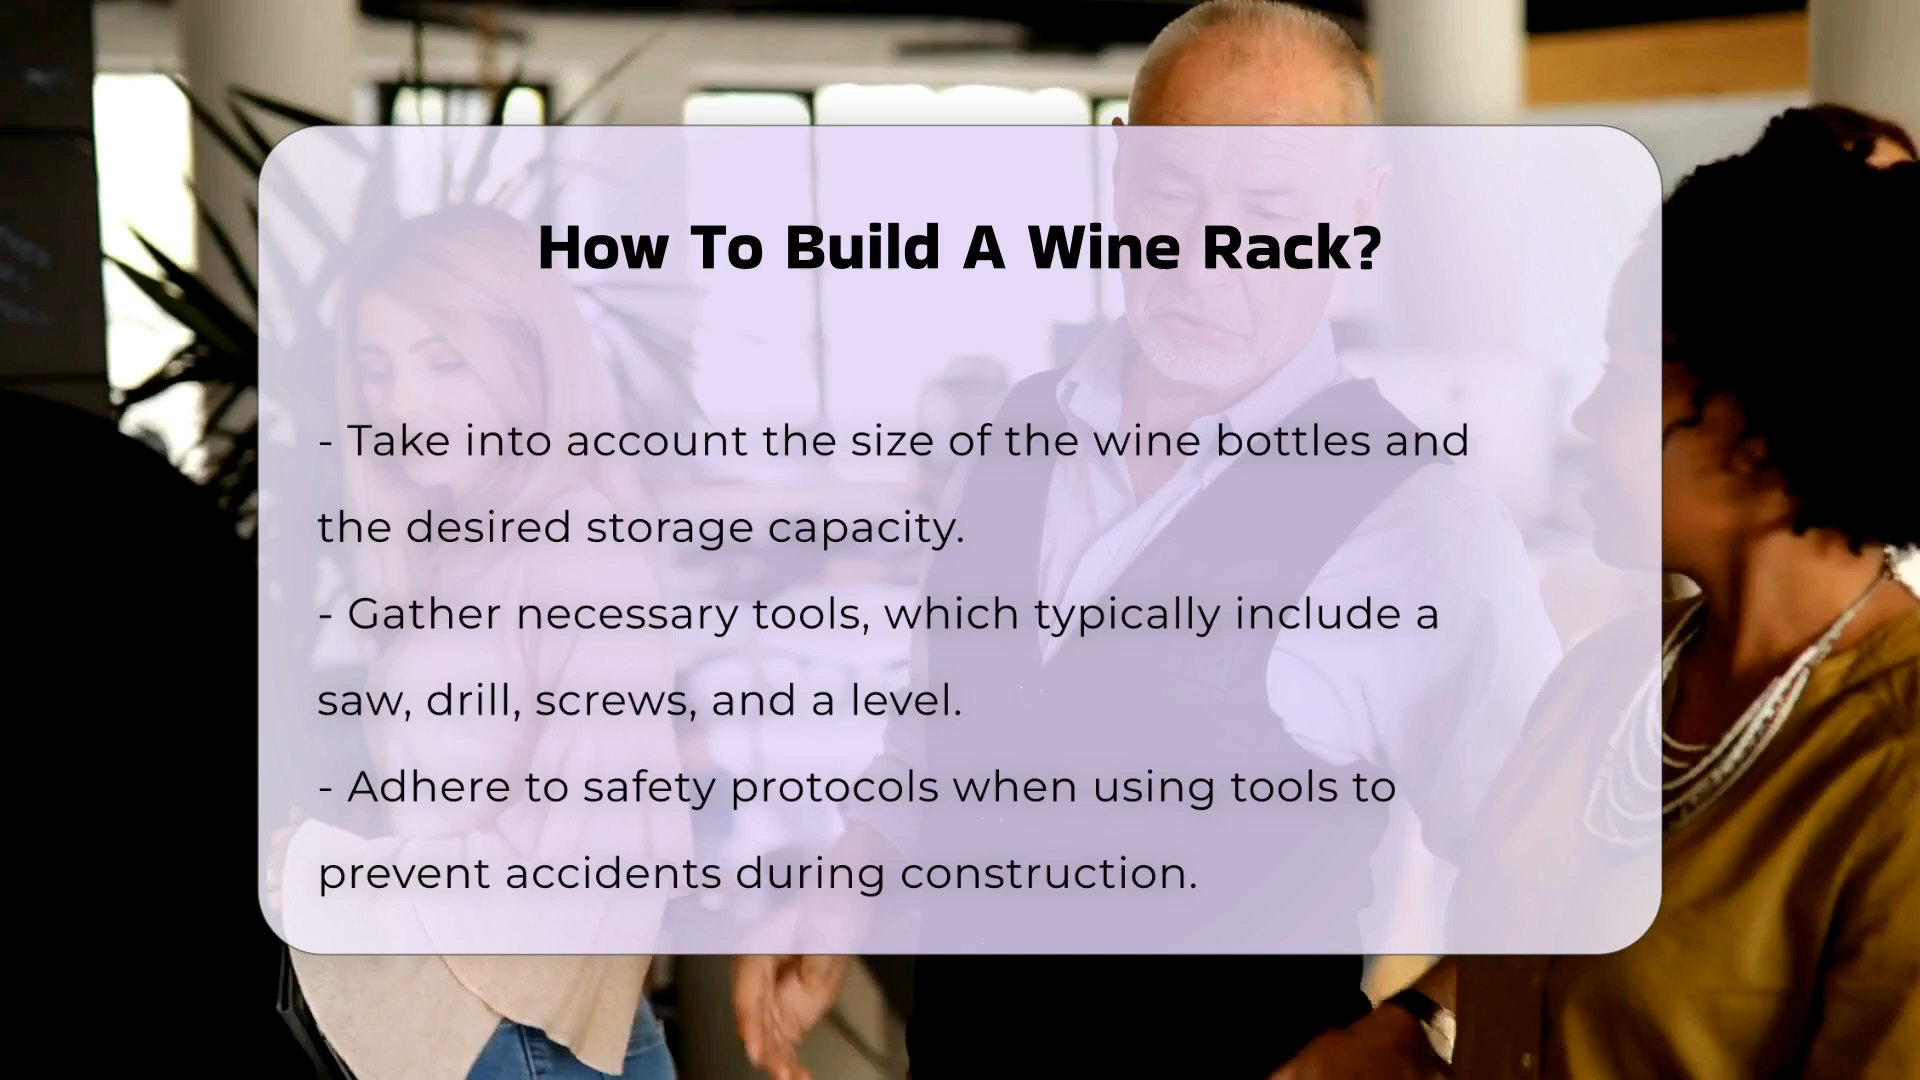 How To Build A Wine Rack?
- Take into account the size of the wine bottles and
the desired storage capacity.
- Gather necessary tools, which typically include a
saw, drill, screws, and a level.
- Adhere to safety protocols when using tools to
prevent accidents during construction.